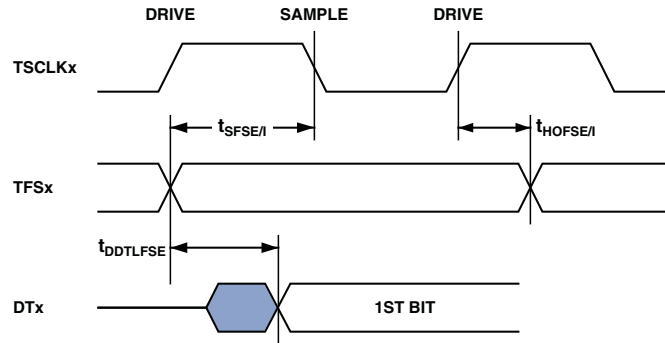 DRIVE SAMPLE DRIVE
TSCLKx
tSFSE/I tHOFSE/I
TFSx
tDDTLFSE
DTx 1ST BIT